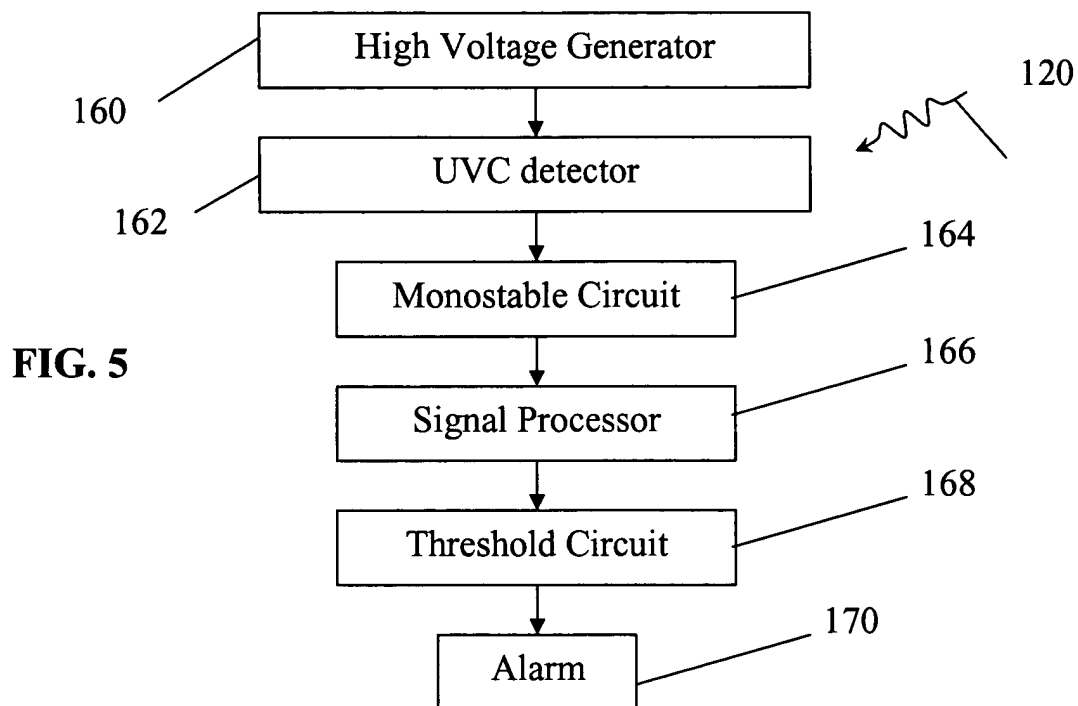 High Voltage Generator
160
120
UVC detector
162
164
Monostable Circuit
FIG. 5
166
Signal Processor
168
Threshold Circuit
170
Alarm